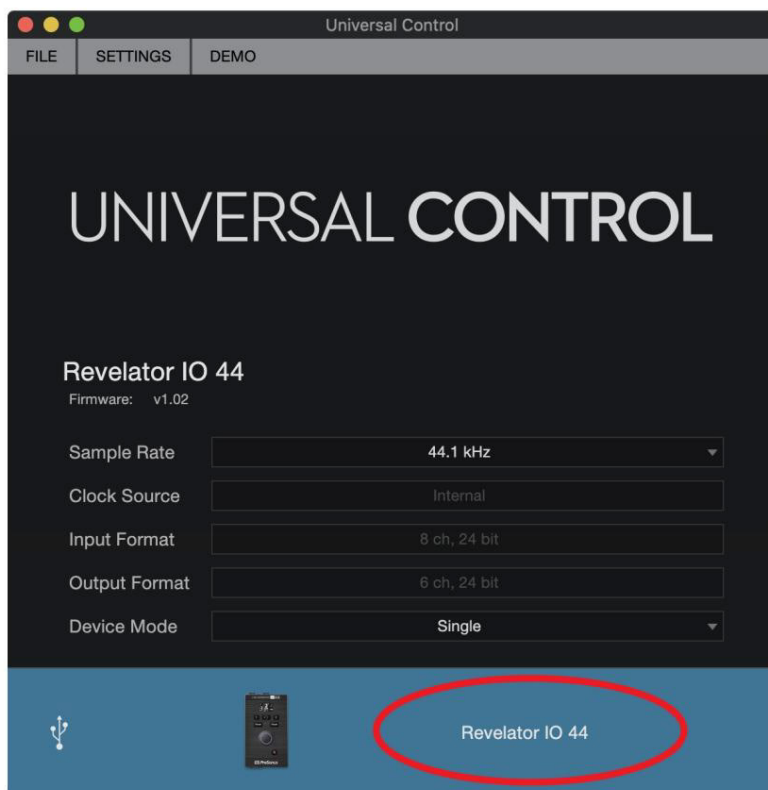 Universal Control
FILE SETTINGS DEMO
UNIVERSAL CONTROL
Revelator IO 44
Firmware: v1.02
Sample Rate 44.1 kHz
Clock Source Internal
Input Format 8 ch, 24 bit
Output Format 6 ch, 24 bit
Device Mode Single
Revelator IO 44
PreSonus